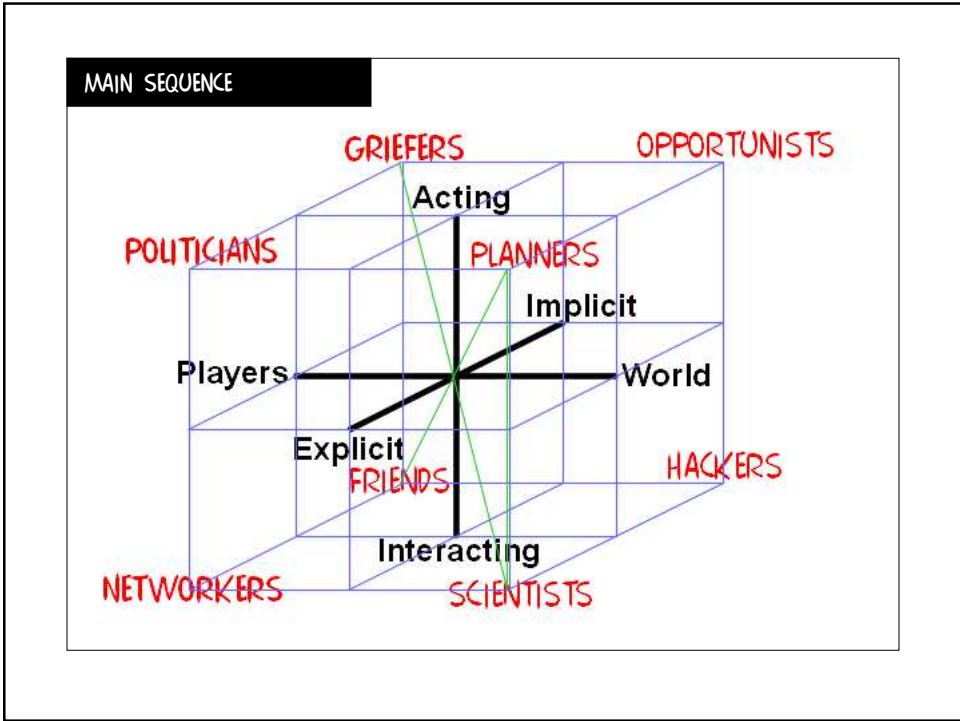 MAIN SEQUENCE
GRIEFERS
OPPORTUNISTS
Acting
POLITICIANS
PLANNERS
Implicit
Players
World
Explicit
FRIENDS
HACKERS
Interacting
NETWORKERS
SCIENTISTS